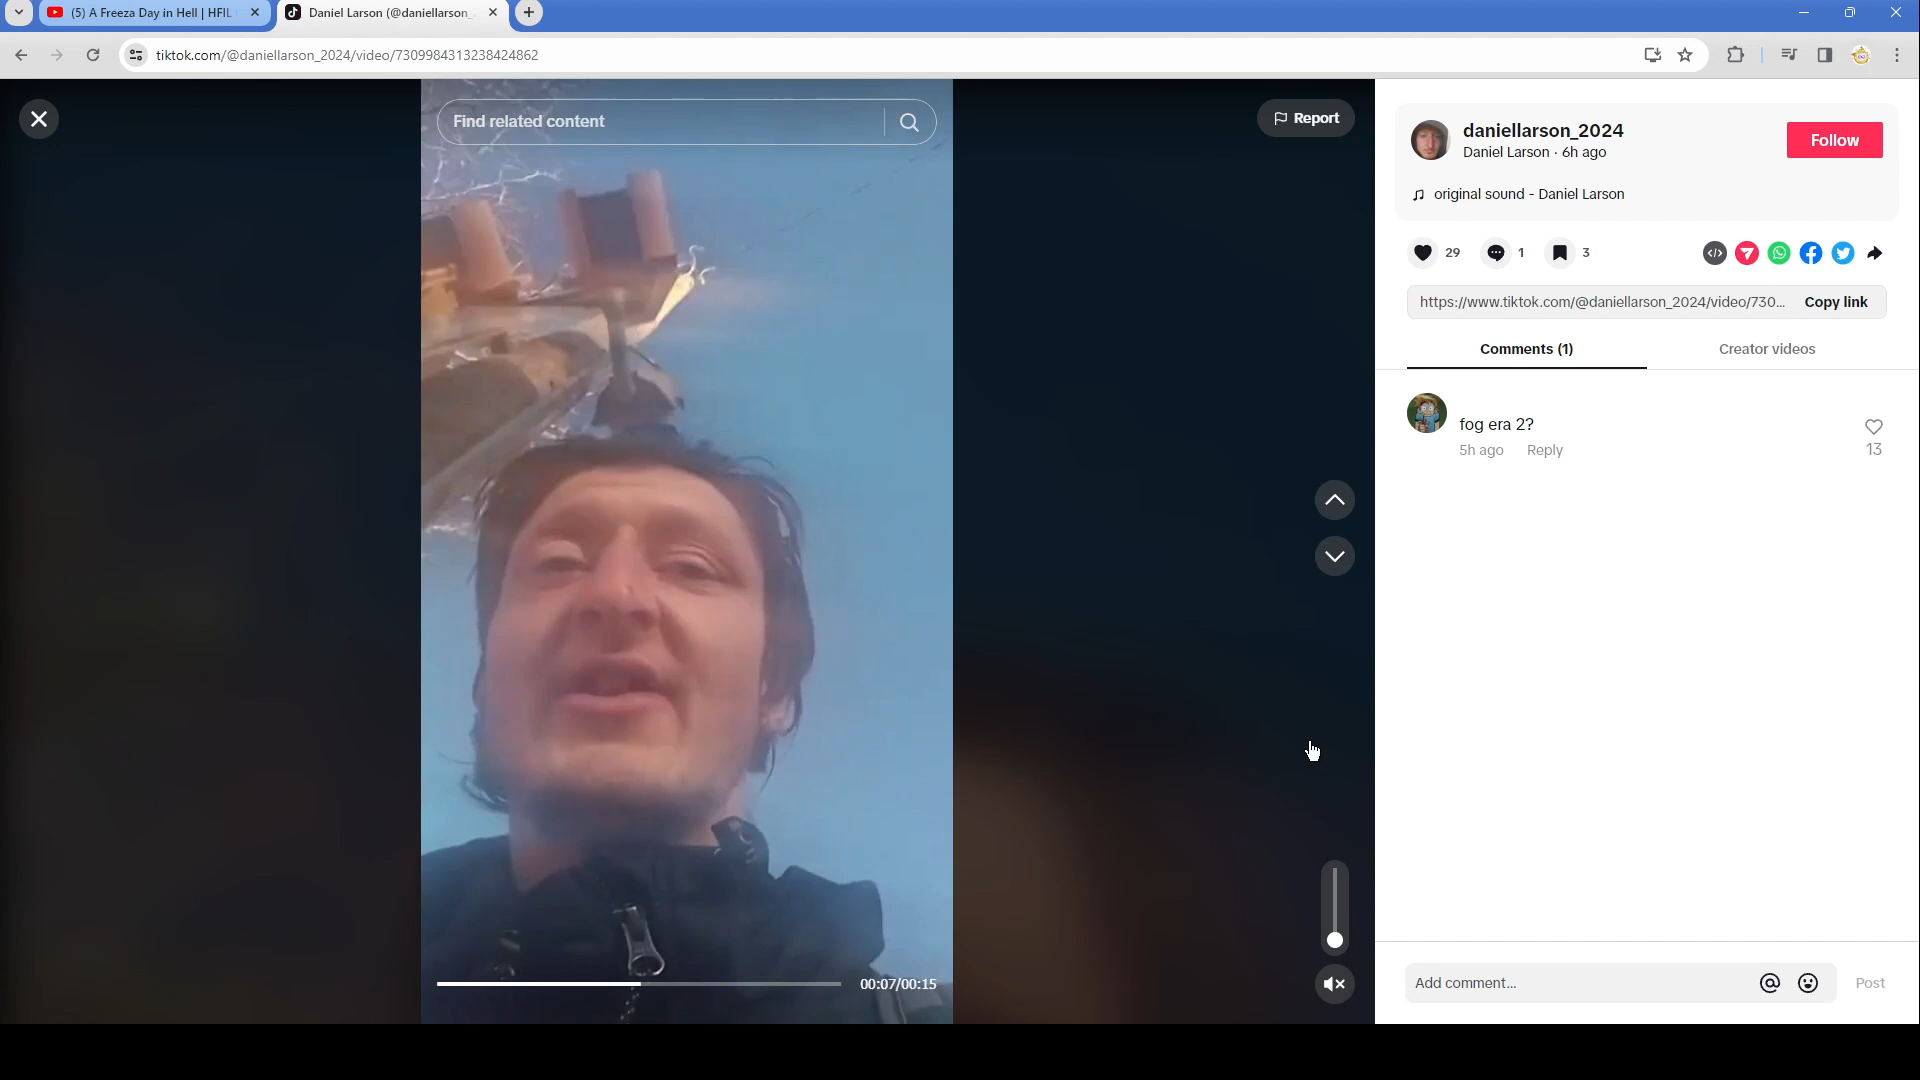 (5) A Freeza Day in Hell | HFIL
Daniel Larson (@daniellarson_
tiktok.com/@daniellarson_2024/video/7309984313238424862
Find related content
Report
daniellarson_2024
Daniel Larson · 6h ago
Follow
original sound - Daniel Larson
29
1
3
https://www.tiktok.com/@daniellarson_2024/video/730...
Copy link
Comments (1)
Creator videos
fog era 2?
5h ago
Reply
13
00:07/00:15
Add comment...
Post